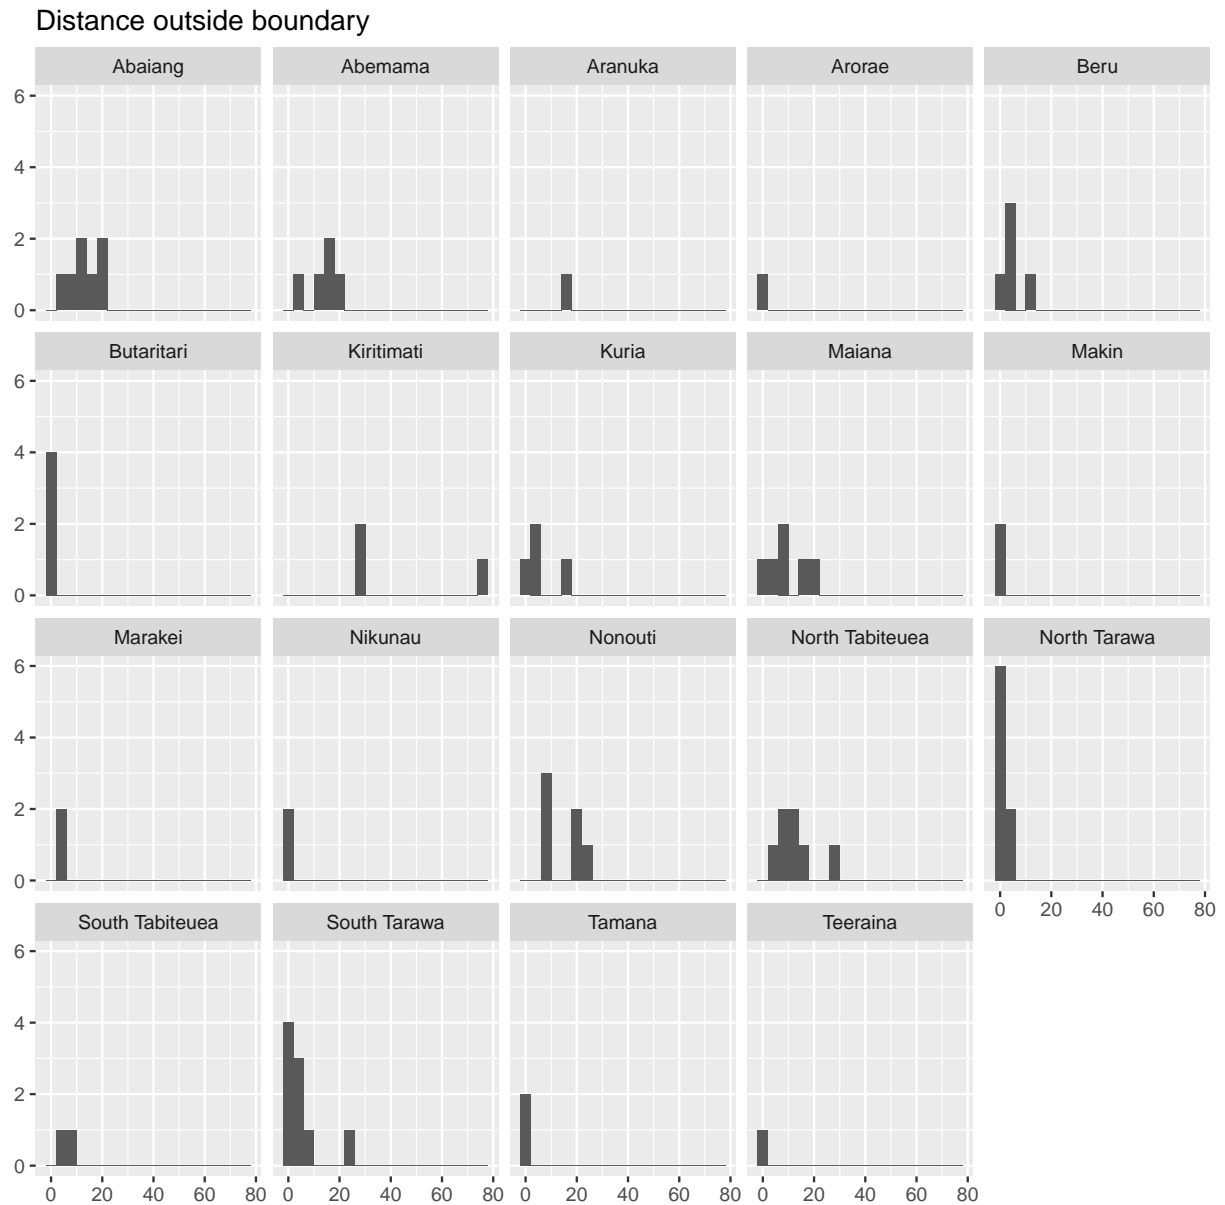 Distance outside boundary
Abaiang Abemama Aranuka Arorae Beru
6
4
2
0
Butaritari Kiritimati Kuria Maiana Makin
6
4
2
0
Marakei Nikunau Nonouti North Tabiteuea North Tarawa
6
4
2
0
0 20 40 60 80
South Tabiteuea South Tarawa Tamana Teeraina
6
4
2
0
0 20 40 60 80 0 20 40 60 80 0 20 40 60 80 0 20 40 60 80